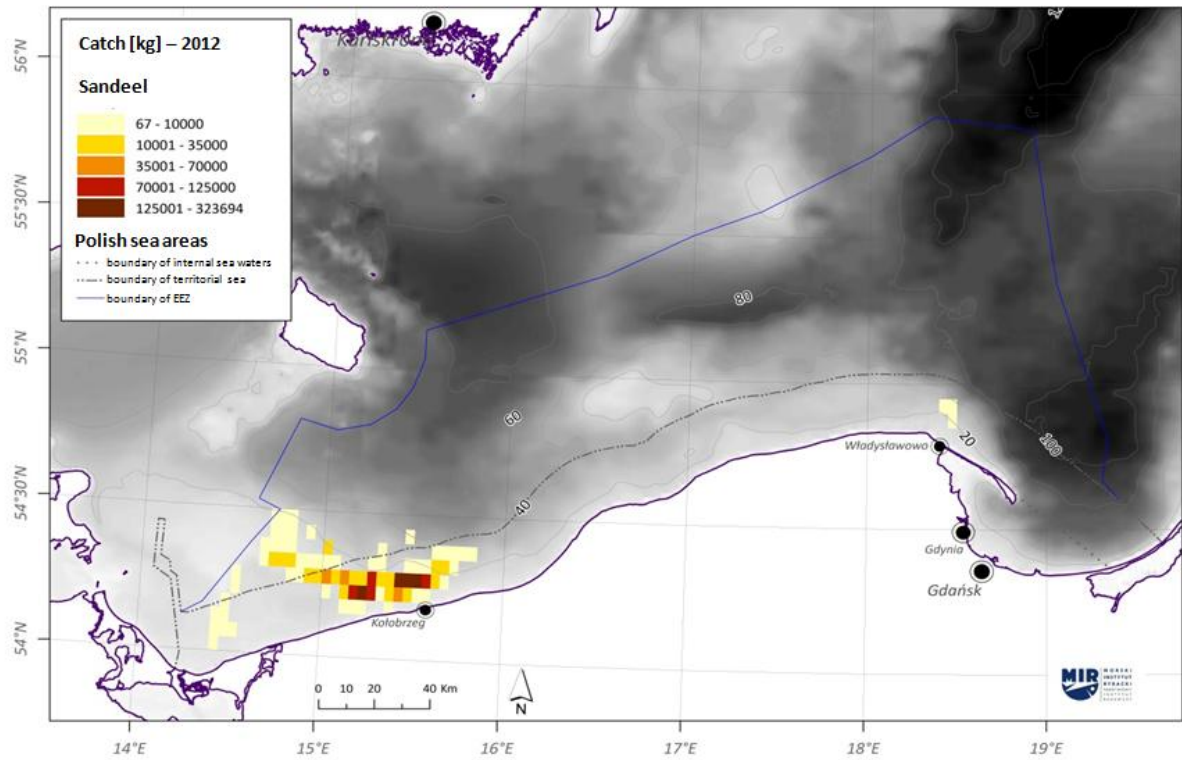 Catch [kg] – 2012
Sandeel
67 - 10000
10001 - 35000
35001 - 70000
70001 - 125000
125001 - 323694
Polish sea areas
boundary of internal sea waters
boundary of territorial sea
boundary of EEZ
56°N
55°30'N
55°N
54°30'N
54°N
80
60
40
20
100
Władysławowo
Gdynia
Gdańsk
Kołobrzeg
0 10 20 40 Km
N
MIR
MORSKI
INSTYTUT
RYBACKI
14°E
15°E
16°E
17°E
18°E
19°E